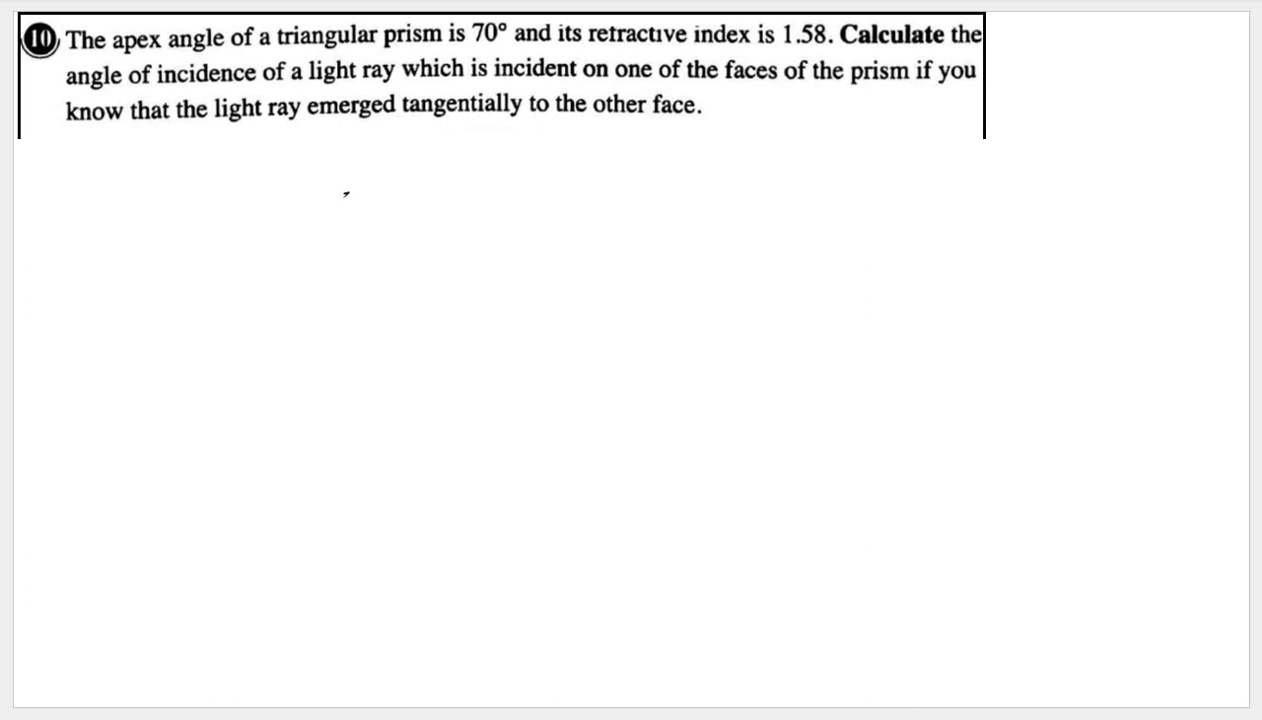 10 The apex angle of a triangular prism is 70° and its retractive index is 1.58. Calculate the
angle of incidence of a light ray which is incident on one of the faces of the prism if you
know that the light ray emerged tangentially to the other face.